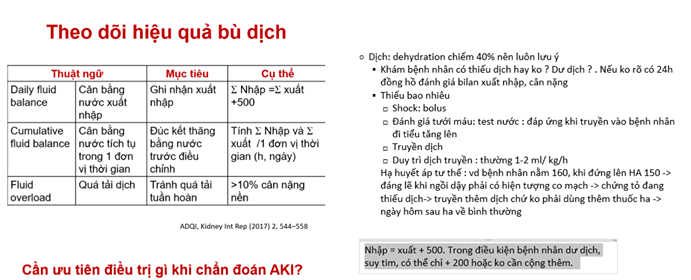 Theo dõi hiệu quả bù dịch
Thuật ngữ Mục tiêu Cụ thể
Daily fluid balance Cân bằng nước xuất nhập Ghi nhận xuất nhập Σ Nhập =Σ xuất +500
Cumulative fluid balance Cân bằng nước tích tụ trong 1 đơn vị thời gian Đúc kết thăng bằng nước trước điều chỉnh Tính Σ Nhập và Σ xuất /1 đơn vị thời gian (h, ngày)
Fluid overload Quá tải dịch Tránh quá tải tuần hoàn >10% cân nặng nền
ADQI, Kidney Int Rep (2017) 2, 544–558
Cần ưu tiên điều trị gì khi chẩn đoán AKI?
○ Dịch: dehydration chiếm 40% nên luôn lưu ý
▪ Khám bệnh nhân có thiếu dịch hay ko ? Dư dịch ? . Nếu ko rõ có 24h
đồng hồ đánh giá bilan xuất nhập, cân nặng
▪ Thiếu bao nhiêu
□ Shock: bolus
□ Đánh giá tưới máu: test nước : đáp ứng khi truyền vào bệnh nhân
đi tiểu tăng lên
□ Truyền dịch
□ Duy trì dịch truyền : thường 1-2 ml/ kg/h
Hạ huyết áp tư thế : vd bệnh nhân nằm 160, khi đứng lên HA 150 ->
đáng lẽ khi ngồi dậy phải có hiện tượng co mạch -> chứng tỏ đang
thiếu dịch-> truyền thêm dịch chứ ko phải dùng thêm thuốc ha ->
ngày hôm sau ha về bình thường
Nhập = xuất + 500. Trong điều kiện bệnh nhân dư dịch,
suy tim, có thể chỉ + 200 hoặc ko cần cộng thêm.